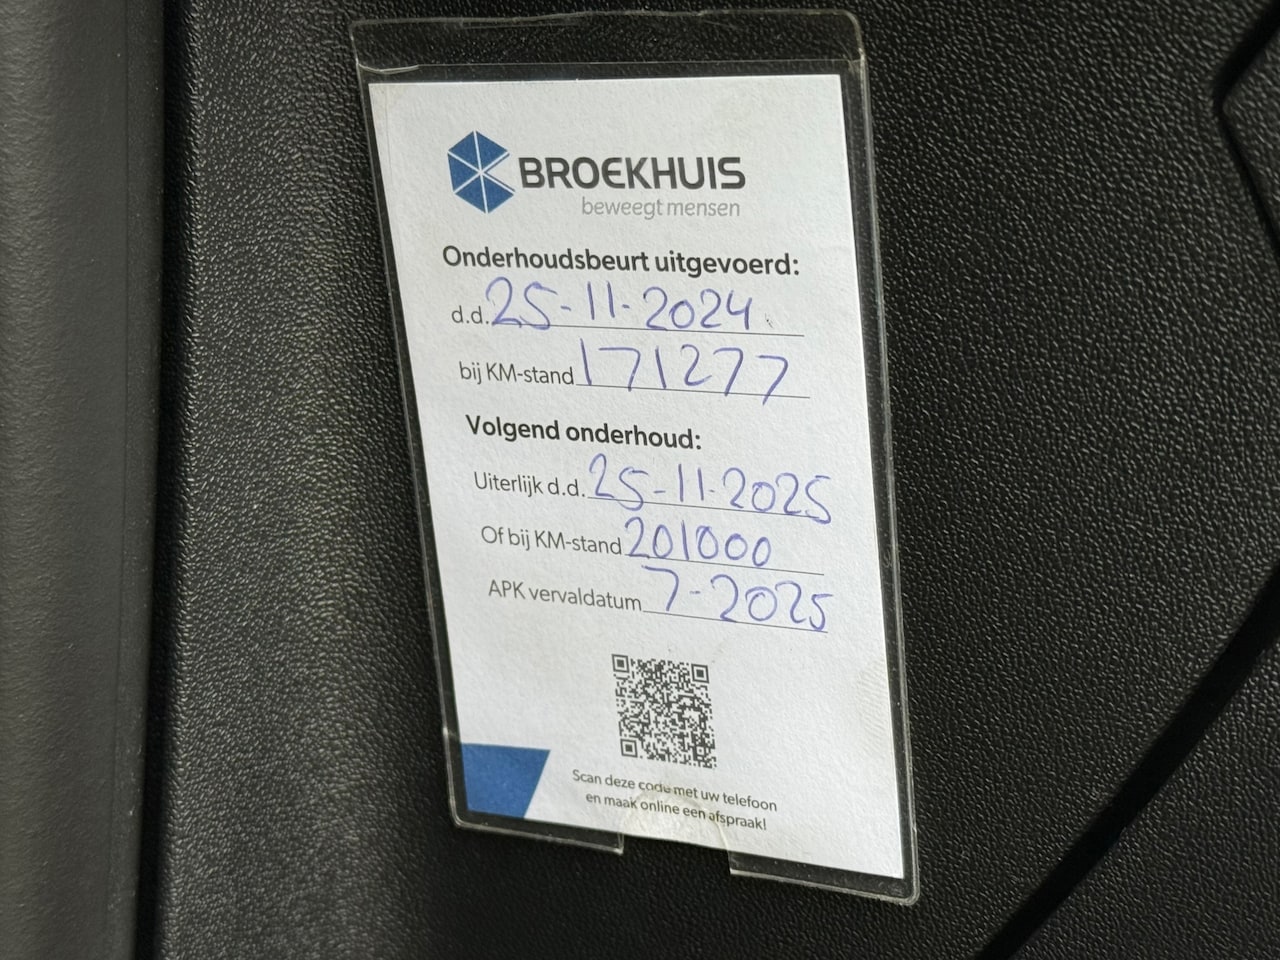 BROEKHUIS
beweegt mensen
Onderhoudsbeurt uitgevoerd:
d.d. 25-11-2024
bij KM-stand 171277
Volgend onderhoud:
Uiterlijk d.d. 25-11-2025
Of bij KM-stand 201000
APK vervaldatum 7-2025
Scan deze code met uw telefoon
en maak online een afspraak!